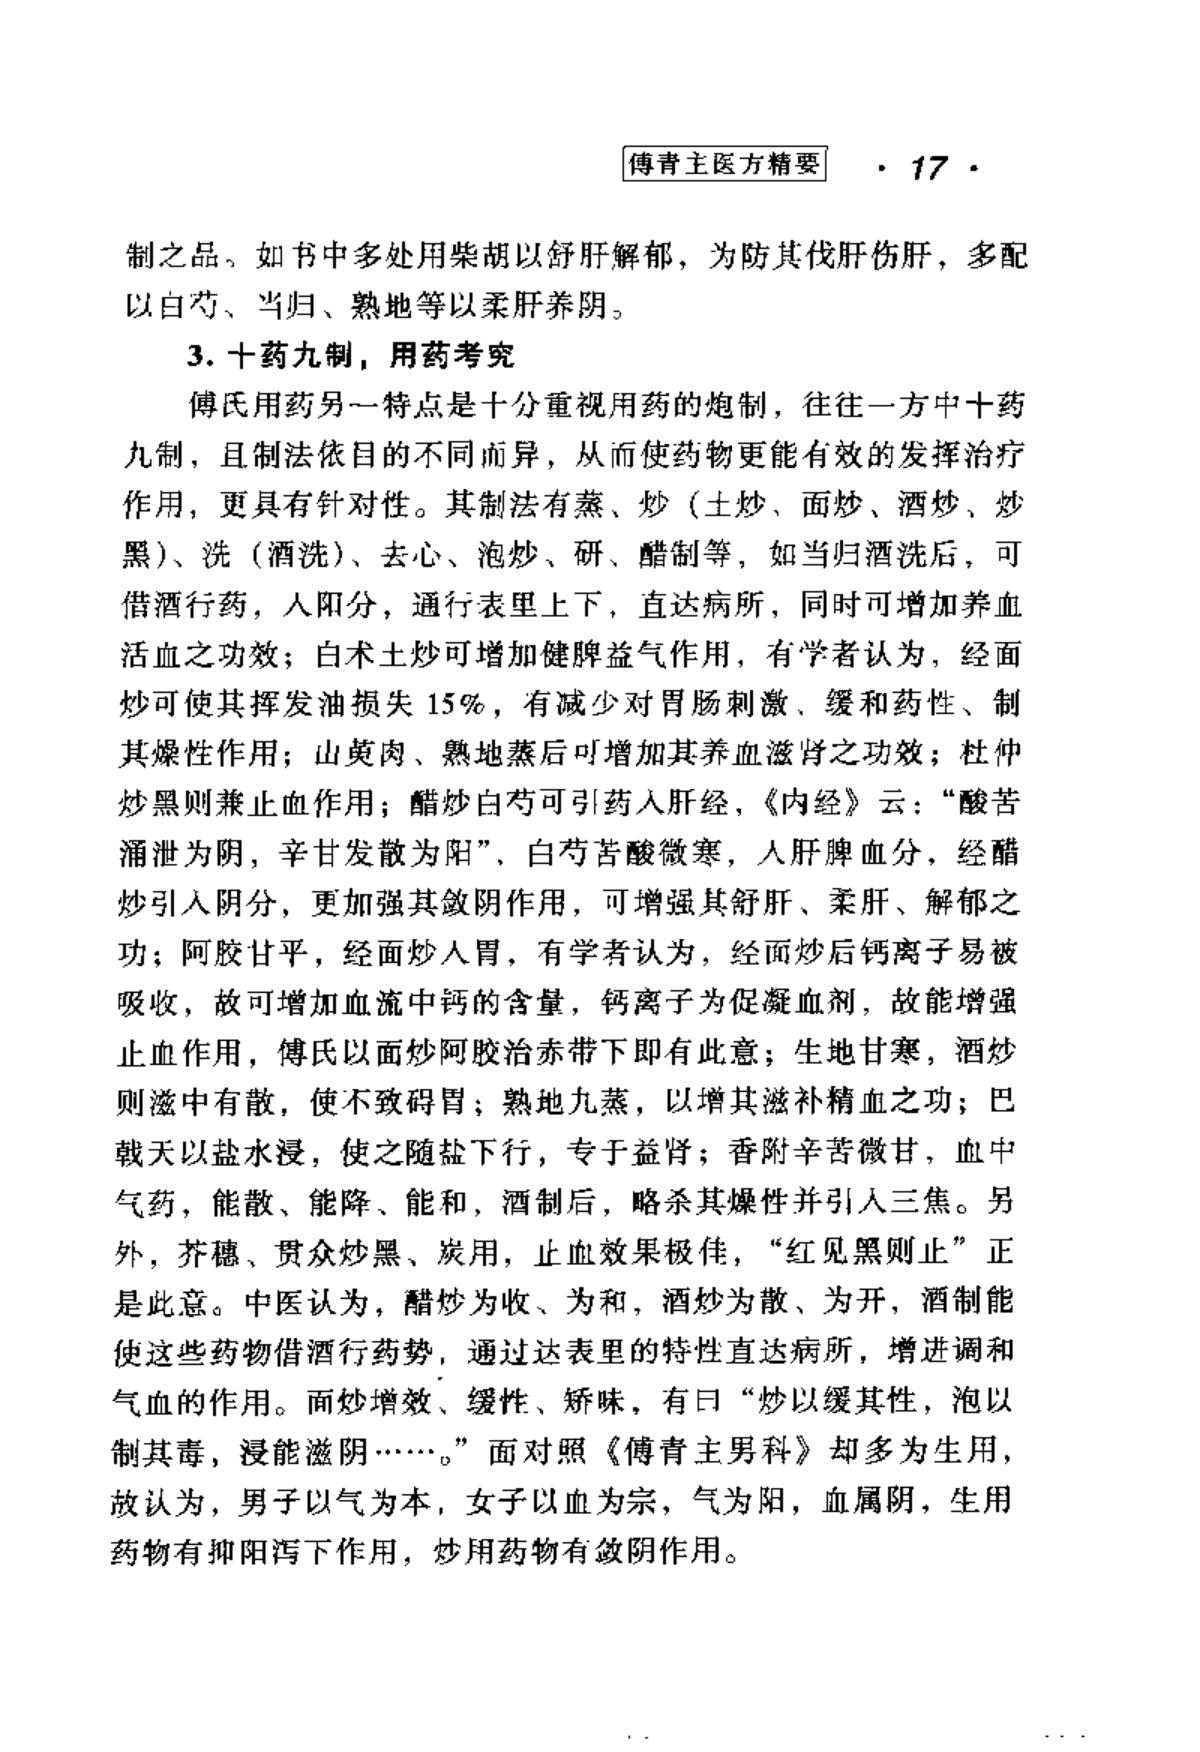 傅青主医方精要 · 17 ·
制之品。如书中多处用柴胡以舒肝解郁，为防其伐肝伤肝，多配
以白芍、当归、熟地等以柔肝养阴。
3. 十药九制，用药考究
傅氏用药另一特点是十分重视用药的炮制，往往一方中十药
九制，且制法依目的不同而异，从而使药物更能有效的发挥治疗
作用，更具有针对性。其制法有蒸、炒（土炒、面炒、酒炒、炒
黑）、洗（酒洗）、去心、泡炒、研、醋制等，如当归酒洗后，可
借酒行药，人阳分，通行表里上下，直达病所，同时可增加养血
活血之功效；白术土炒可增加健脾益气作用，有学者认为，经面
炒可使其挥发油损失 15%，有减少对胃肠刺激、缓和药性、制
其燥性作用；山萸肉、熟地蒸后可增加其养血滋肾之功效；杜仲
炒黑则兼止血作用；醋炒白芍可引药入肝经，《内经》云：“酸苦
涌泄为阴，辛甘发散为阳”，白芍苦酸微寒，人肝脾血分，经醋
炒引入阴分，更加强其敛阴作用，可增强其舒肝、柔肝、解郁之
功；阿胶甘平，经面炒人胃，有学者认为，经面炒后钙离子易被
吸收，故可增加血流中钙的含量，钙离子为促凝血剂，故能增强
止血作用，傅氏以面炒阿胶治赤带下即有此意；生地甘寒，酒炒
则滋中有散，使不致碍胃；熟地九蒸，以增其滋补精血之功；巴
戟天以盐水浸，使之随盐下行，专于益肾；香附辛苦微甘，血中
气药，能散、能降、能和，酒制后，略杀其燥性并引入三焦。另
外，芥穗、贯众炒黑、炭用，止血效果极佳，“红见黑则止”正
是此意。中医认为，醋炒为收、为和，酒炒为散、为开，酒制能
使这些药物借酒行药势，通过达表里的特性直达病所，增进调和
气血的作用。面炒增效、缓性、矫味，有曰“炒以缓其性，泡以
制其毒，浸能滋阴……。”面对照《傅青主男科》却多为生用，
故认为，男子以气为本，女子以血为宗，气为阳，血属阴，生用
药物有抑阳泻下作用，炒用药物有敛阴作用。